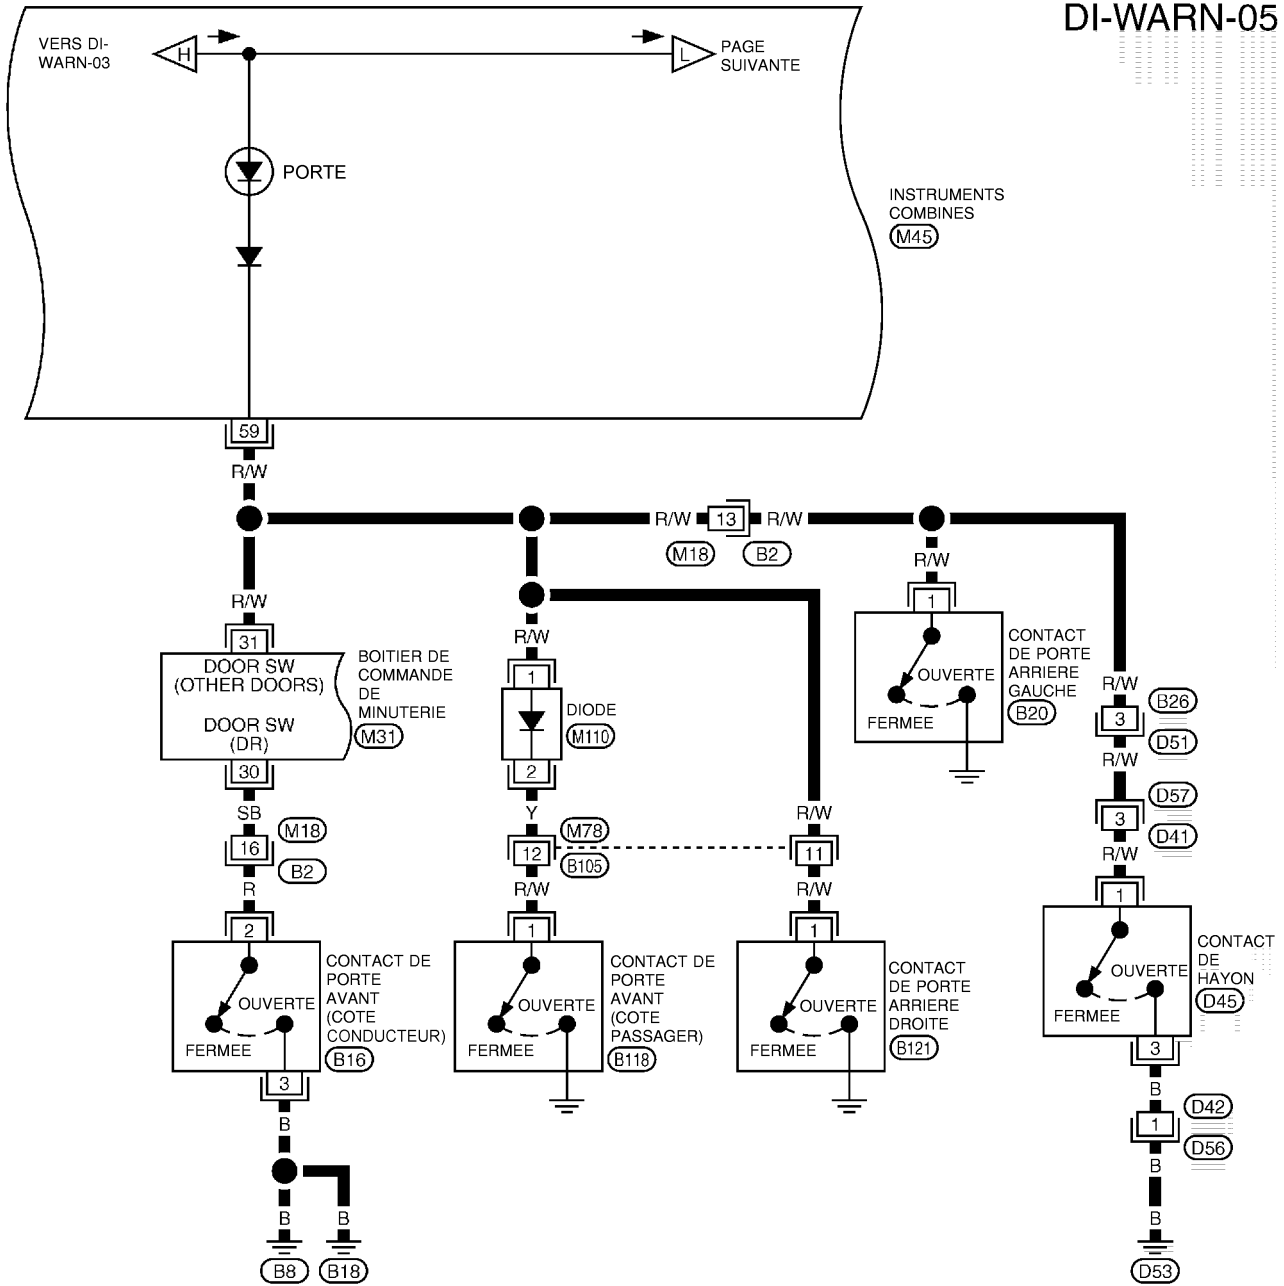 DI-WARN-05
VERS DI-
WARN-03
H
L
PAGE
SUIVANTE
PORTE
INSTRUMENTS
COMBINES
M45
59
R/W
R/W
13
R/W
M18
B2
R/W
R/W
R/W
31
DOOR SW
(OTHER DOORS)
DOOR SW
(DR)
30
BOITIER DE
COMMANDE
DE
MINUTERIE
M31
1
DIODE
M110
2
1
OUVERTE
FERMEE
CONTACT
DE PORTE
ARRIERE
GAUCHE
B20
R/W
B26
3
D51
R/W
D57
3
D41
R/W
SB
M18
16
B2
R
Y
M78
12
B105
R/W
R/W
11
R/W
2
OUVERTE
FERMEE
CONTACT DE
PORTE
AVANT
(COTE
CONDUCTEUR)
B16
3
B
B
B
B8
B18
1
OUVERTE
FERMEE
CONTACT DE
PORTE
AVANT
(COTE
PASSAGER)
B118
1
OUVERTE
FERMEE
CONTACT
DE PORTE
ARRIERE
DROITE
B121
1
OUVERTE
FERMEE
CONTACT
DE
HAYON
D45
3
B
D42
1
D56
B
B
D53